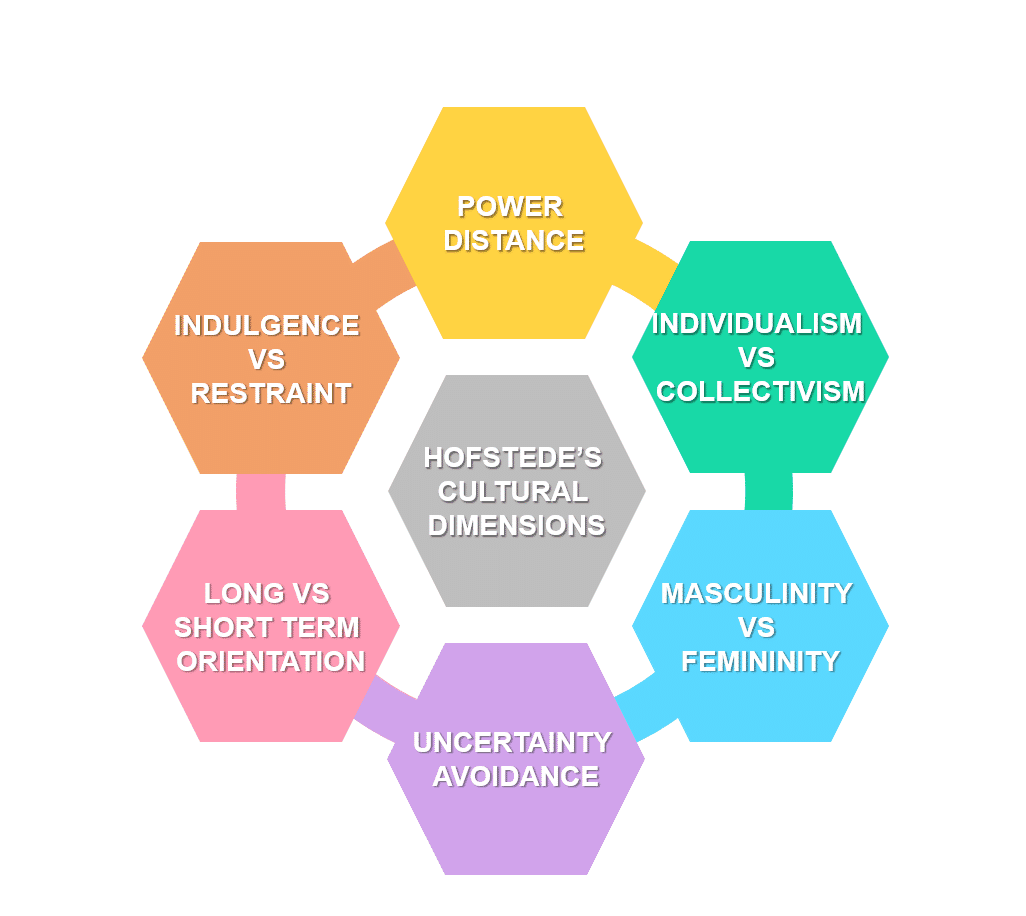 POWER
DISTANCE
INDIVIDUALISM
VS
COLLECTIVISM
MASCULINITY
VS
FEMININITY
UNCERTAINTY
AVOIDANCE
LONG VS
SHORT TERM
ORIENTATION
INDULGENCE
VS
RESTRAINT
HOFSTEDE’S
CULTURAL
DIMENSIONS